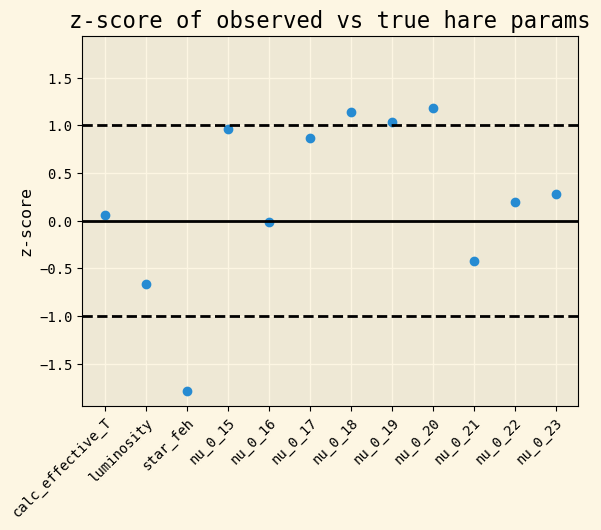 z-score of observed vs true hare params
z-score
1.5
1.0
0.5
0.0
−0.5
−1.0
−1.5
calc_effective_T
luminosity
star_feh
nu_0_15
nu_0_16
nu_0_17
nu_0_18
nu_0_19
nu_0_20
nu_0_21
nu_0_22
nu_0_23